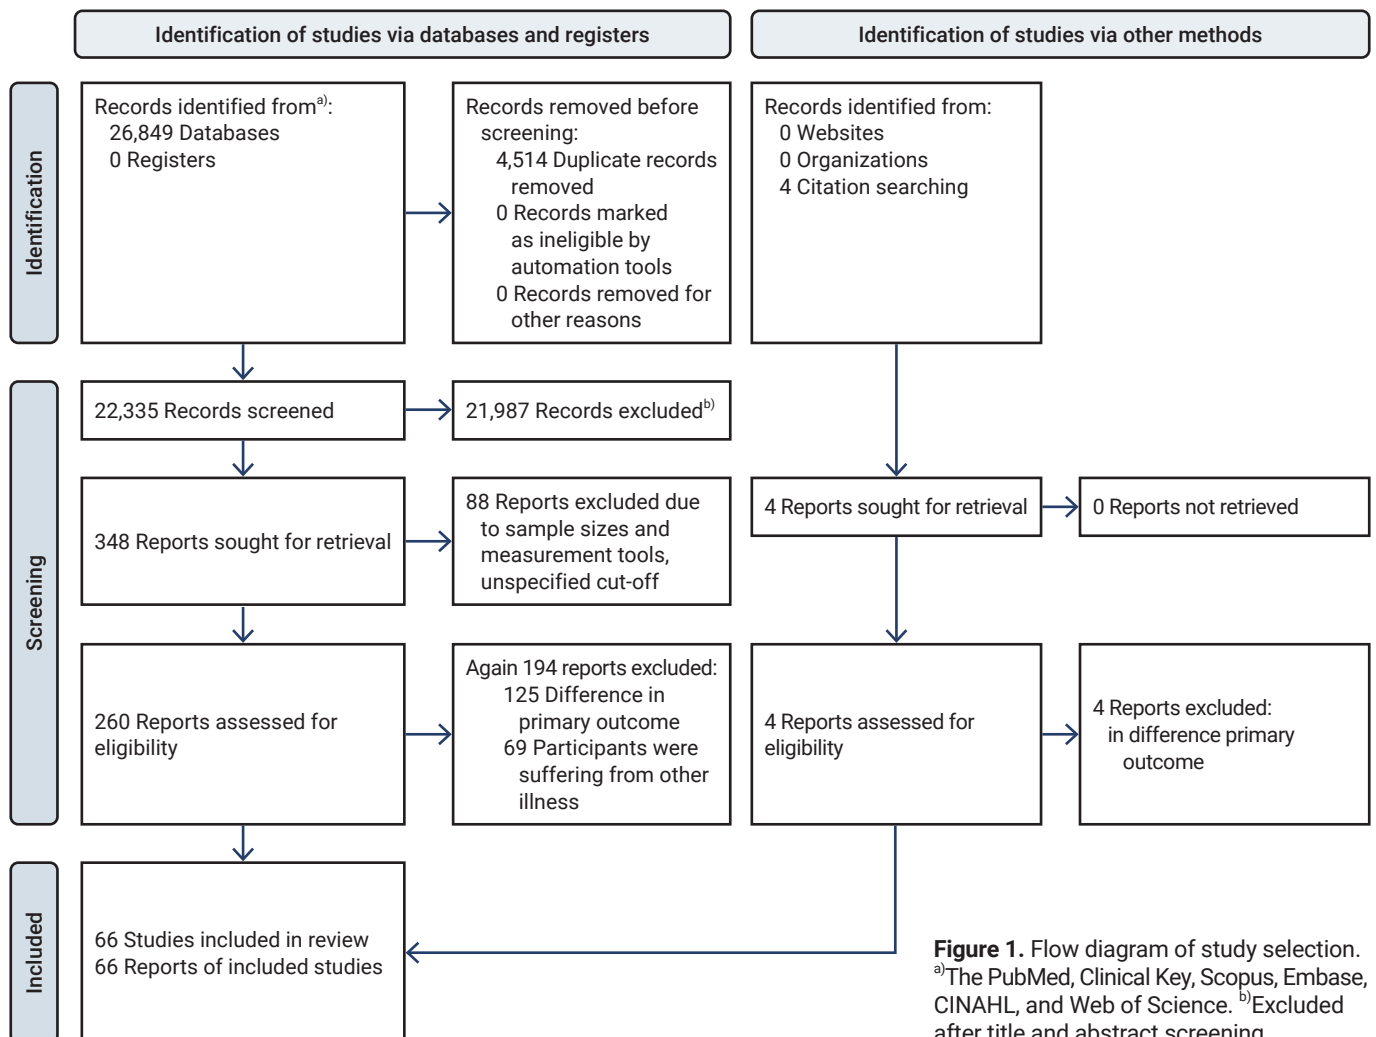 Identification of studies via databases and registers
Identification of studies via other methods
Identification
Records identified from a):
26,849 Databases
0 Registers
Records removed before
screening:
4,514 Duplicate records
removed
0 Records marked
as ineligible by
automation tools
0 Records removed for
other reasons
Records identified from:
0 Websites
0 Organizations
4 Citation searching
Screening
22,335 Records screened
21,987 Records excluded b)
348 Reports sought for retrieval
88 Reports excluded due
to sample sizes and
measurement tools,
unspecified cut-off
4 Reports sought for retrieval
0 Reports not retrieved
260 Reports assessed for
eligibility
Again 194 reports excluded:
125 Difference in
primary outcome
69 Participants were
suffering from other
illness
4 Reports assessed for
eligibility
4 Reports excluded:
in difference primary
outcome
Included
66 Studies included in review
66 Reports of included studies
Figure 1. Flow diagram of study selection.
a)The PubMed, Clinical Key, Scopus, Embase,
CINAHL, and Web of Science. b)Excluded
after title and abstract screening